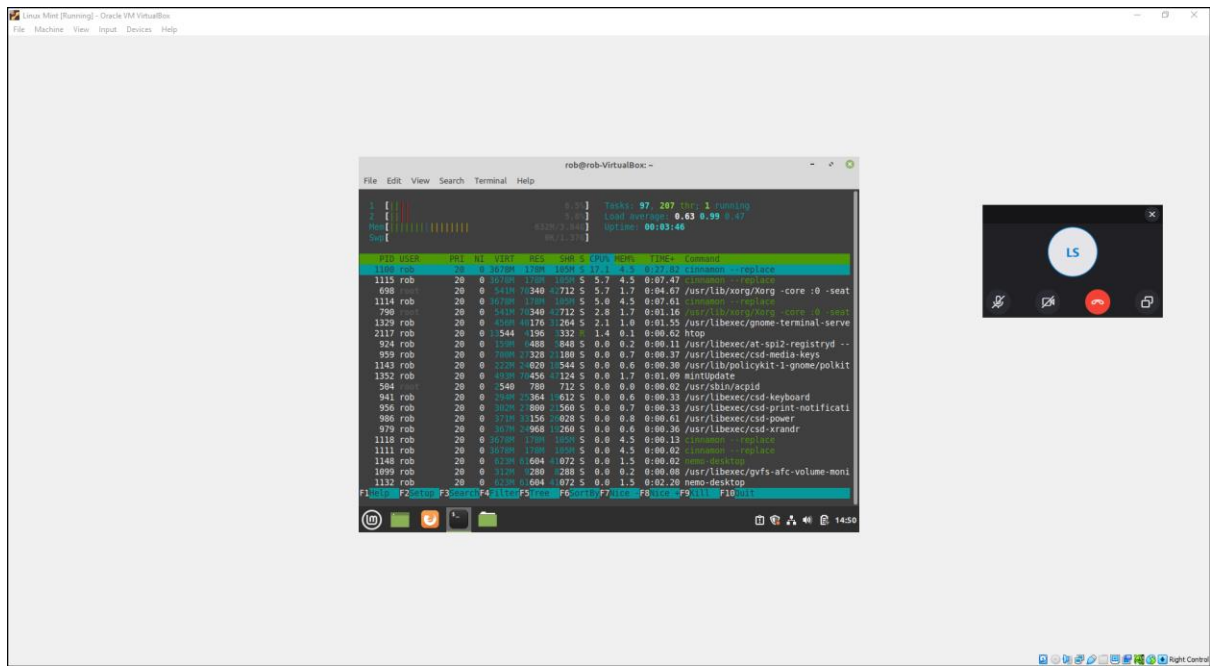 Linux Mint [Running] - Oracle VM VirtualBox
File Machine View Input Devices Help
rob@rob-VirtualBox: ~
File Edit View Search Terminal Help
1 [ ] Tasks: 97, 207 thr; 1 running
2 [ ] Load average: 0.63 0.99 0.47
Mem[ ] Uptime: 00:03:46
Swp[ ]
PID USER PRI NI VIRT RES SHR S CPU% MEM% TIME+ Command
1108 rob 20 0 3670M 178M 105M S 17.1 4.5 0:27.82 cinnamon --replace
1115 rob 20 0 3670M 178M 105M S 5.7 4.5 0:07.47 cinnamon --replace
698 root 20 0 541M 70340 42712 S 5.7 1.7 0:04.67 /usr/lib/xorg/Xorg -core :0 -seat
1114 rob 20 0 3670M 178M 105M S 5.0 4.5 0:07.61 cinnamon --replace
790 root 20 0 541M 70340 42712 S 2.8 1.7 0:01.16 /usr/lib/xorg/Xorg -core :0 -seat
1329 rob 20 0 456M 40176 31264 S 2.1 1.0 0:01.55 /usr/libexec/gnome-terminal-serve
2117 rob 20 0 13544 4196 3332 R 1.4 0.1 0:00.62 htop
924 rob 20 0 159M 6488 5848 S 0.0 0.2 0:00.11 /usr/libexec/at-spi2-registryd --
959 rob 20 0 27328 21180 S 0.0 0.7 0:00.37 /usr/libexec/csd-media-keys
1143 rob 20 0 222M 24020 18544 S 0.0 0.6 0:00.30 /usr/lib/policykit-1-gnome/polkit
1352 rob 20 0 493M 70456 47124 S 0.0 1.7 0:01.09 mintUpdate
504 root 20 0 2540 780 712 S 0.0 0.0 0:00.02 /usr/sbin/acpid
941 rob 20 0 294M 25364 19612 S 0.0 0.6 0:00.33 /usr/libexec/csd-keyboard
956 rob 20 0 302M 27800 21560 S 0.0 0.7 0:00.33 /usr/libexec/csd-print-notificati
986 rob 20 0 371M 33156 26028 S 0.0 0.8 0:00.61 /usr/libexec/csd-power
979 rob 20 0 367M 24968 19260 S 0.0 0.6 0:00.36 /usr/libexec/csd-xrandr
1118 rob 20 0 3670M 178M 105M S 0.0 4.5 0:00.13 cinnamon --replace
1111 rob 20 0 3670M 178M 105M S 0.0 4.5 0:00.02 cinnamon --replace
1148 rob 20 0 623M 61604 41072 S 0.0 1.5 0:00.02 nemo-desktop
1099 rob 20 0 312M 9280 8288 S 0.0 0.2 0:00.08 /usr/libexec/gvfs-afc-volume-moni
1132 rob 20 0 623M 61604 41072 S 0.0 1.5 0:02.20 nemo-desktop
F1Help F2Setup F3Search F4Filter F5Tree F6SortBy F7Nice - F8Nice + F9Kill F10Quit
14:50
LS
Right Control